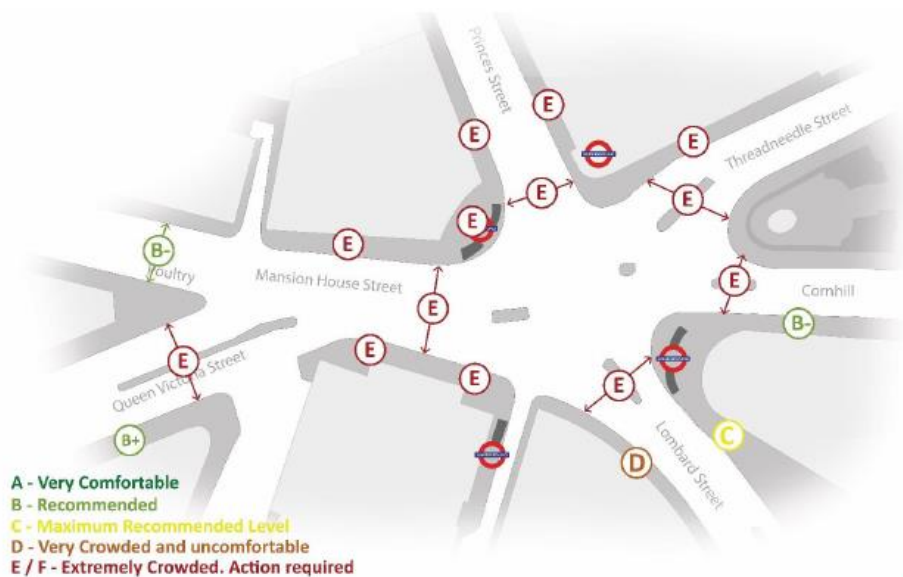 Princes Street
E
E
E
Threadneedle Street
E
E
E
B-
E
Poultry
Mansion House Street
E
E
Cornhill
B-
E
E
E
E
E
Queen Victoria Street
B+
Lombard Street
C
D
A - Very Comfortable
B - Recommended
C - Maximum Recommended Level
D - Very Crowded and uncomfortable
E / F - Extremely Crowded. Action required